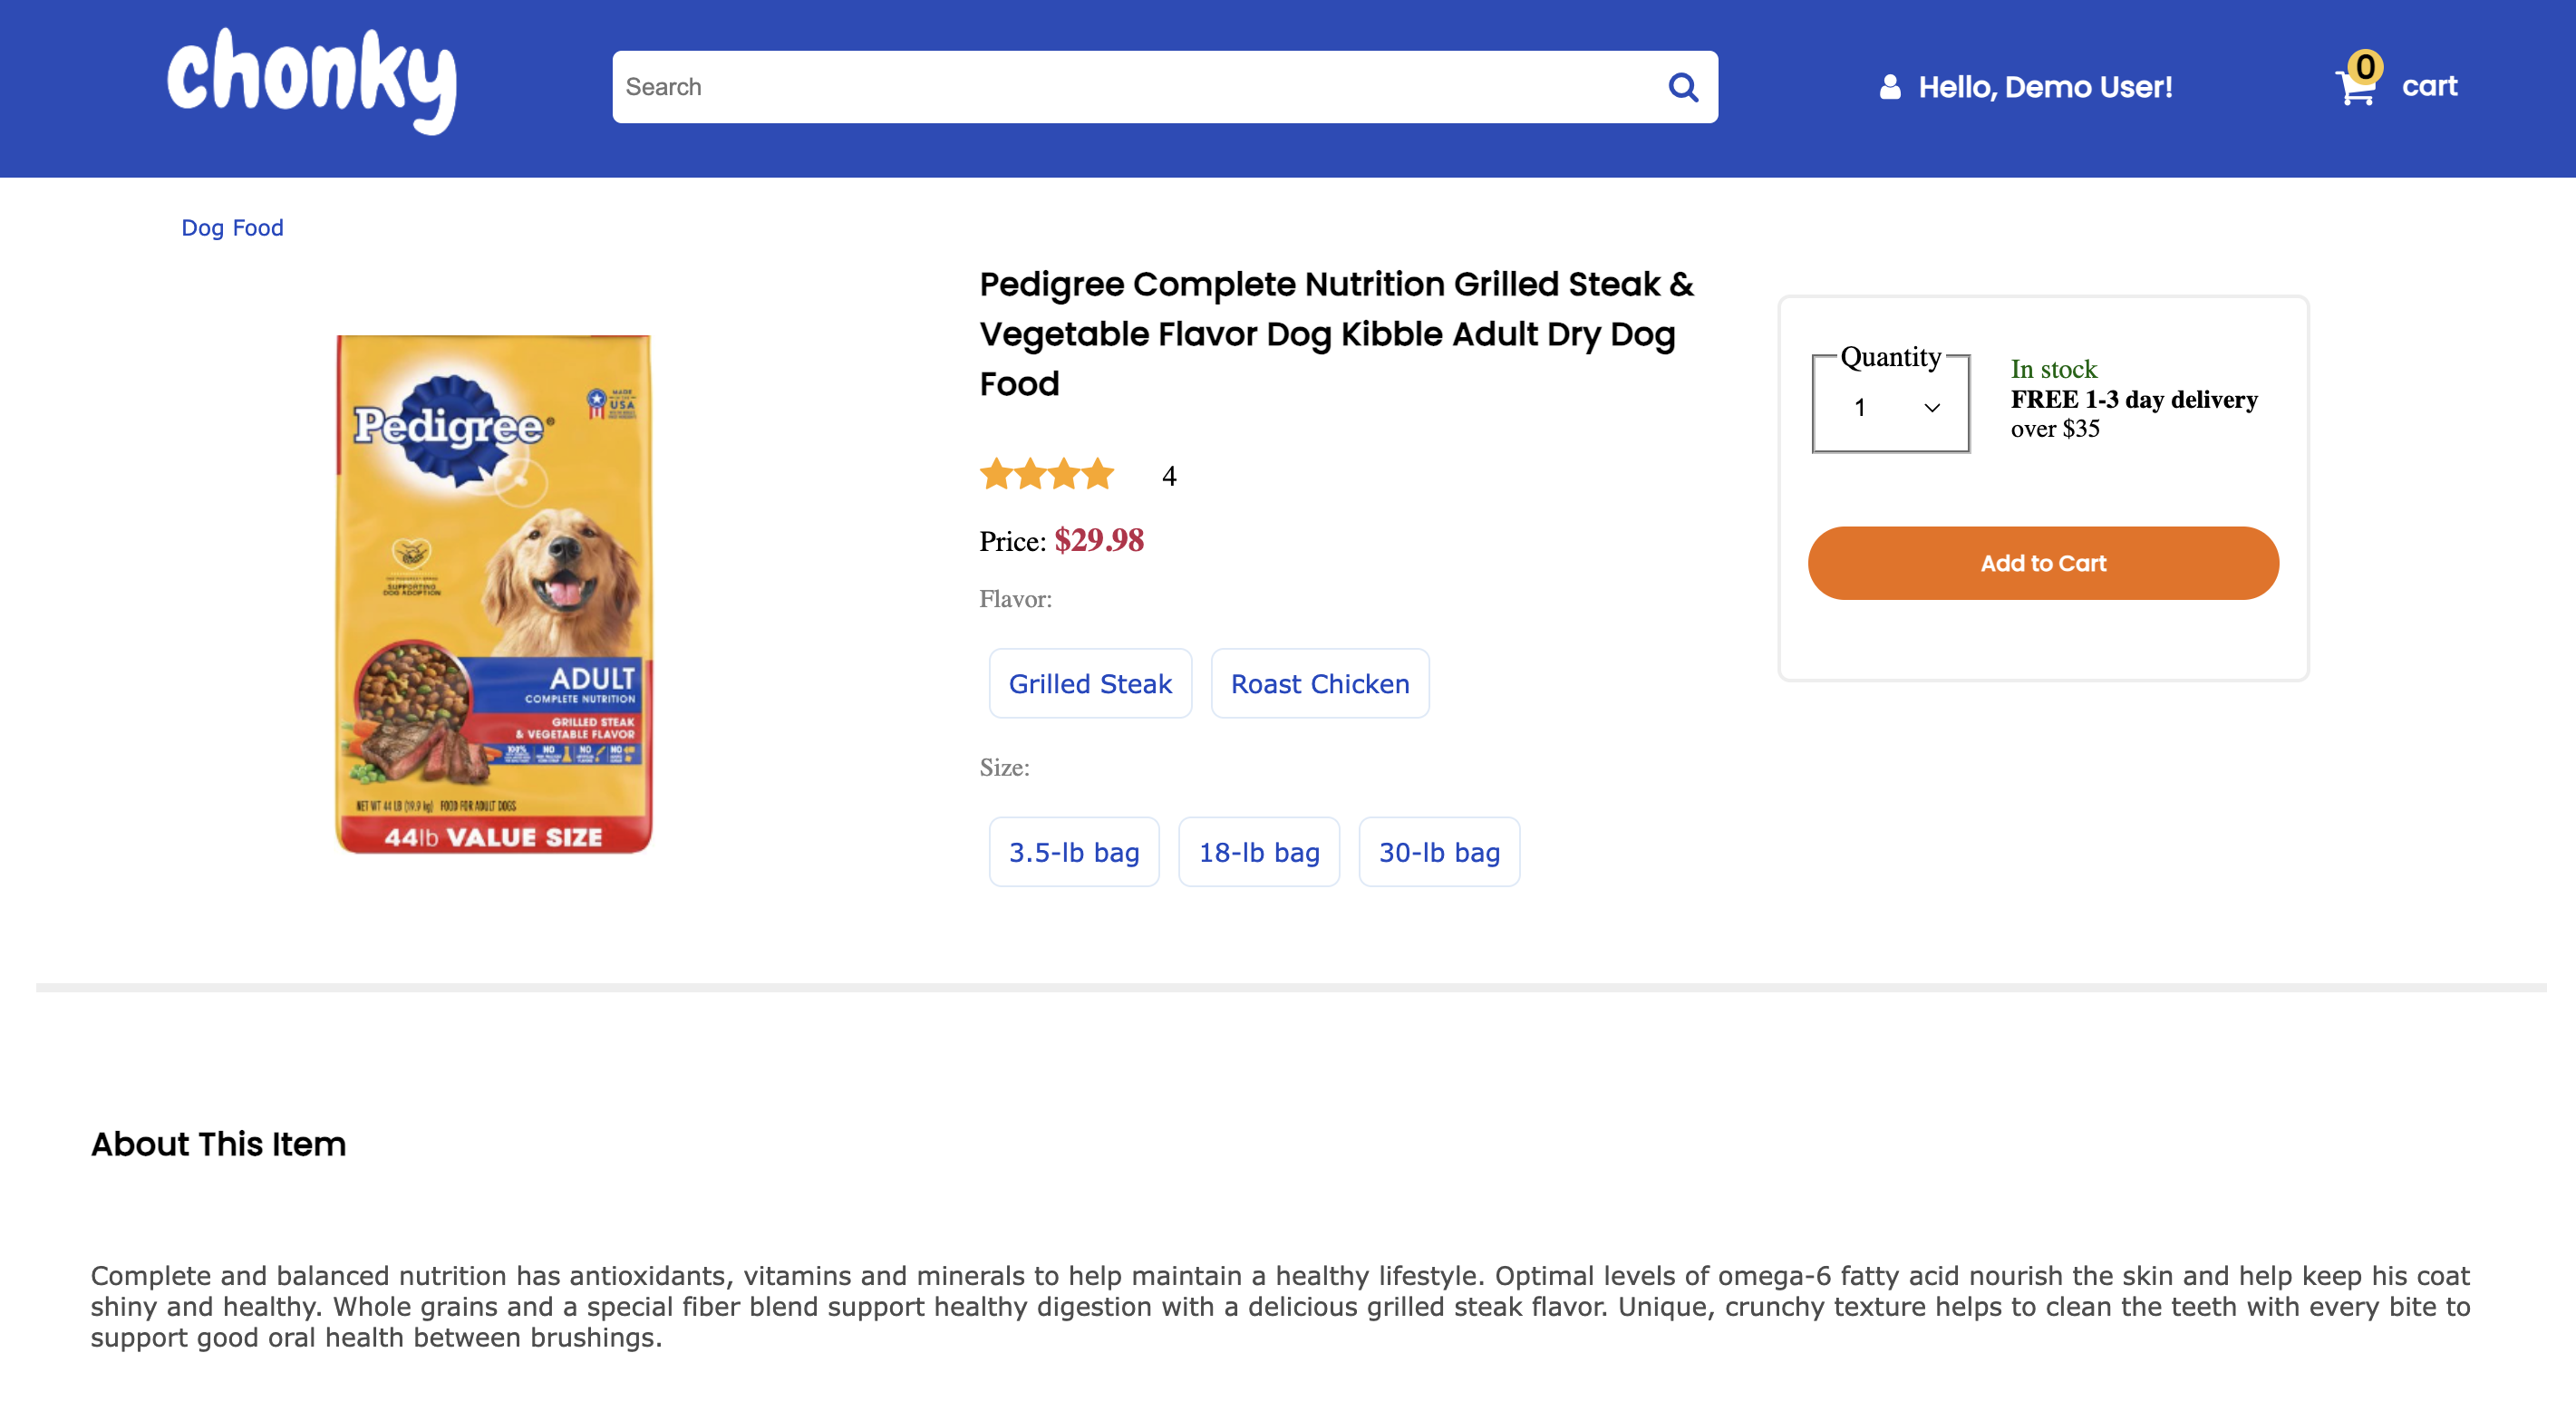 chonky
Search
Hello, Demo User!
0
cart
Dog Food
Pedigree Complete Nutrition Grilled Steak &
Vegetable Flavor Dog Kibble Adult Dry Dog
Food
4
Price: $29.98
Flavor:
Grilled Steak
Roast Chicken
Size:
3.5-lb bag
18-lb bag
30-lb bag
Quantity
1
In stock
FREE 1-3 day delivery
over $35
Add to Cart
MADE
USA
Pedigree®
SUPPORTING
DOG ADOPTION
ADULT
COMPLETE NUTRITION
GRILLED STEAK
& VEGETABLE FLAVOR
100% NO NO NO
NET WT 44 LB (19.9 kg) FOOD FOR ADULT DOGS
44lb VALUE SIZE
About This Item
Complete and balanced nutrition has antioxidants, vitamins and minerals to help maintain a healthy lifestyle. Optimal levels of omega-6 fatty acid nourish the skin and help keep his coat
shiny and healthy. Whole grains and a special fiber blend support healthy digestion with a delicious grilled steak flavor. Unique, crunchy texture helps to clean the teeth with every bite to
support good oral health between brushings.